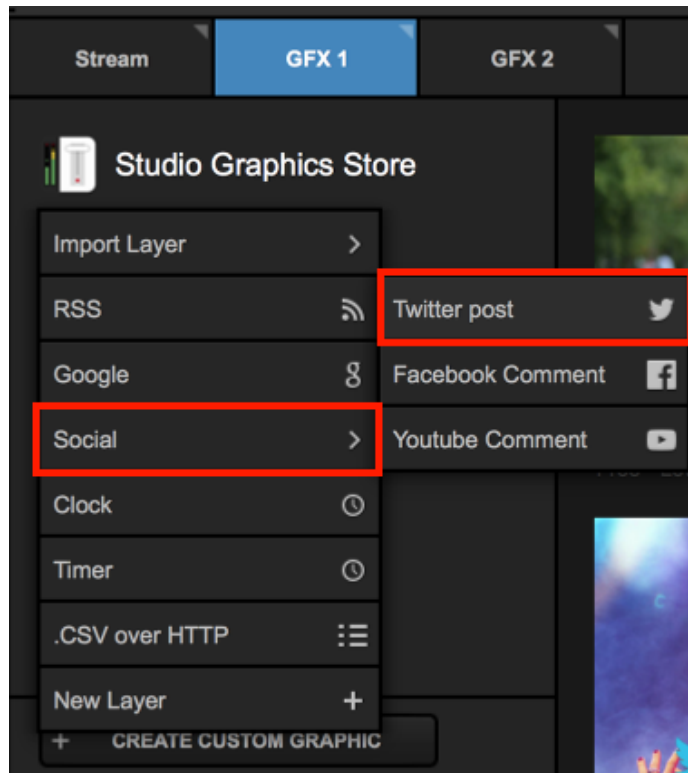 Stream GFX 1 GFX 2
Studio Graphics Store
Import Layer
RSS
Twitter post
Google
Facebook Comment
Social
Youtube Comment
Clock
Timer
.CSV over HTTP
New Layer
+ CREATE CUSTOM GRAPHIC